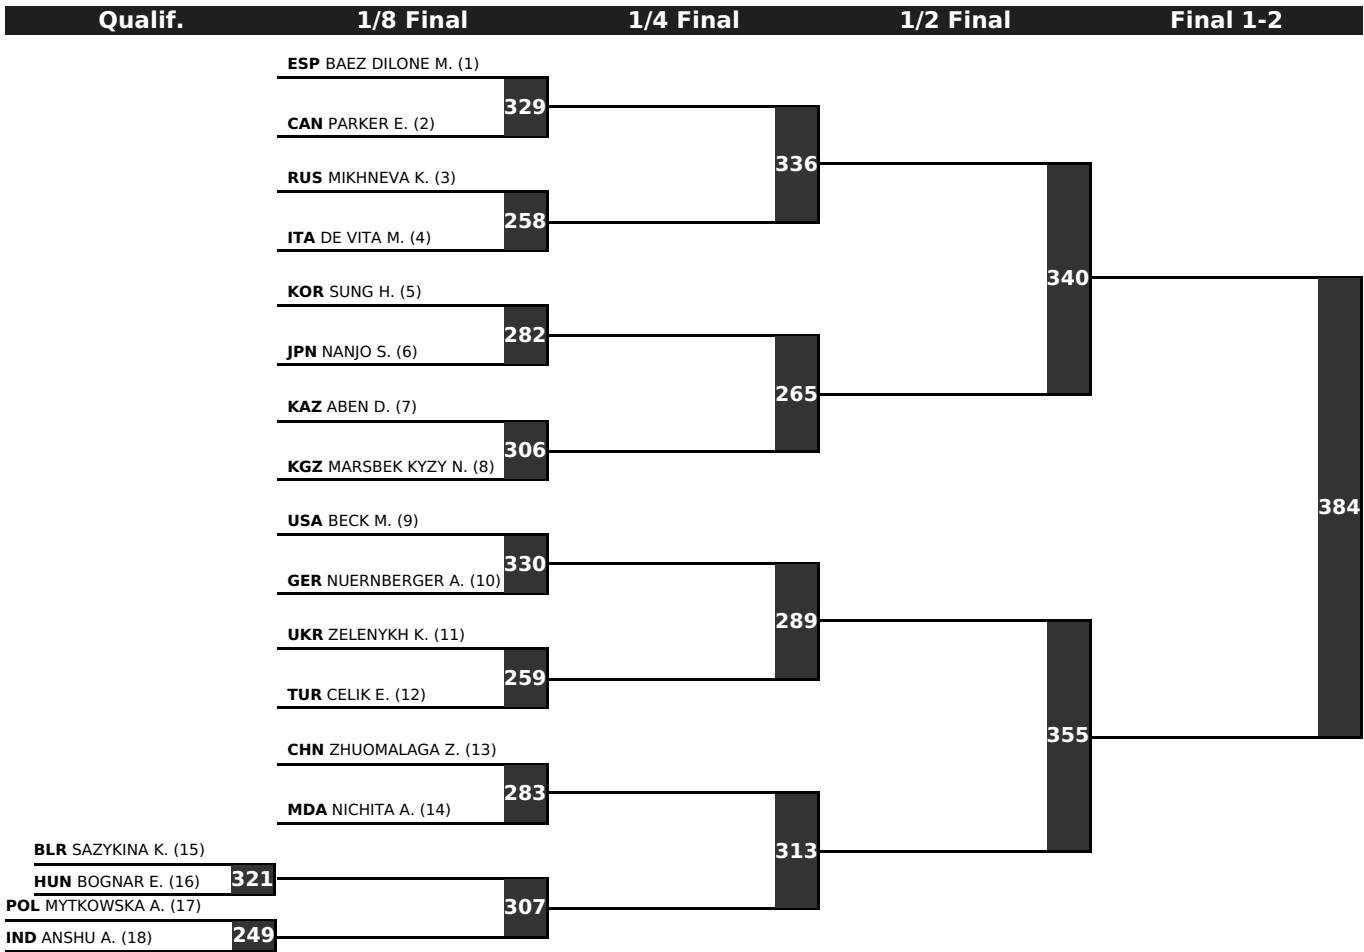 Qualif. 1/8 Final 1/4 Final 1/2 Final Final 1-2
ESP BAEZ DILONE M. (1)
329
CAN PARKER E. (2)
336
RUS MIKHNEVA K. (3)
258
ITA DE VITA M. (4)
340
KOR SUNG H. (5)
282
JPN NANJO S. (6)
265
KAZ ABEN D. (7)
306
KGZ MARSBEK KYZY N. (8)
384
USA BECK M. (9)
330
GER NUERNBERGER A. (10)
289
UKR ZELENYKH K. (11)
259
TUR CELIK E. (12)
355
CHN ZHUOMALAGA Z. (13)
283
MDA NICHITA A. (14)
313
BLR SAZYKINA K. (15)
321
HUN BOGNAR E. (16)
307
POL MYTKOWSKA A. (17)
249
IND ANSHU A. (18)